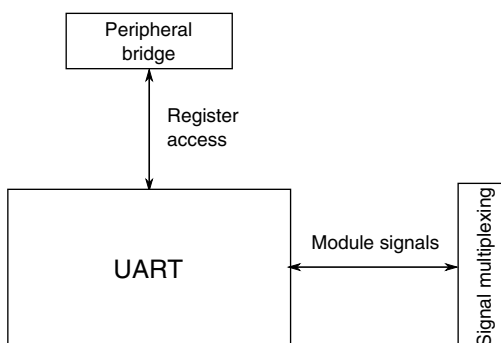 Peripheral
bridge
Register
access
UART
Module signals
Signal multiplexing